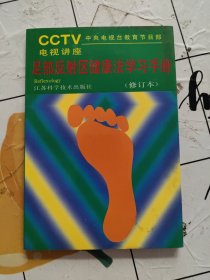 CCTV 中央电视台教育节目部
电视讲座
足部反射区健康法学习手册
Reflexology
(修订本)
江苏科学技术出版社